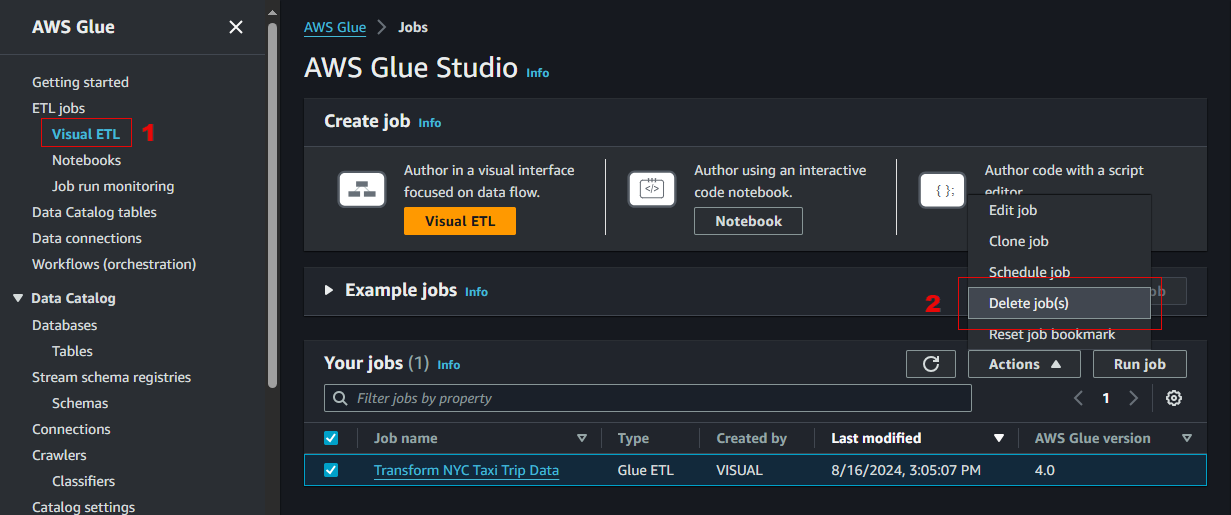 AWS Glue
Getting started
ETL jobs
Visual ETL
1
Notebooks
Job run monitoring
Data Catalog tables
Data connections
Workflows (orchestration)
Data Catalog
Databases
Tables
Stream schema registries
Schemas
Connections
Crawlers
Classifiers
Catalog settings
AWS Glue > Jobs
AWS Glue Studio Info
Create job Info
Author in a visual interface
focused on data flow.
Visual ETL
Author using an interactive
code notebook.
Notebook
Author code with a script
editor.
Edit job
Clone job
Schedule job
Delete job(s)
Reset job bookmark
2
Example jobs Info
Your jobs (1) Info
Actions
Run job
Filter jobs by property
1
Job name Type Created by Last modified AWS Glue version
Transform NYC Taxi Trip Data Glue ETL VISUAL 8/16/2024, 3:05:07 PM 4.0